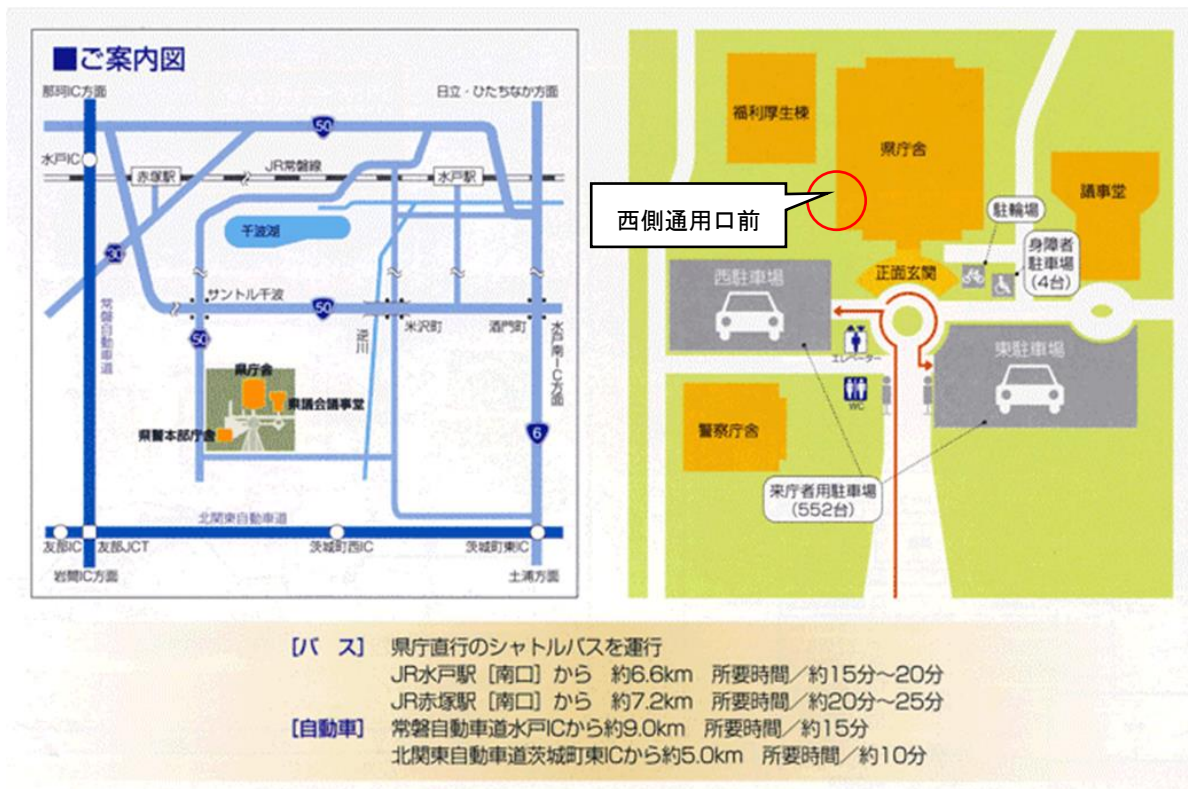 ■ご案内図
那珂IC方面
日立・ひたちなか方面
50
水戸IC
JR常磐線
赤塚駅
水戸駅
千波湖
30
サントル千波
50
米沢町
酒門町
50
常磐自動車道
逆川
水戸南IC方面
県庁舎
県議会議事堂
県警本部庁舎
6
北関東自動車道
友部IC
友部JCT
茨城町西IC
茨城町東IC
岩間IC方面
土浦方面
福利厚生棟
県庁舎
議事堂
西側通用口前
駐輪場
身障者
駐車場
(4台)
正面玄関
西駐車場
エレベーター
東駐車場
WC
警察庁舎
来庁者用駐車場
(552台)
[バ ス] 県庁直行のシャトルバスを運行
JR水戸駅[南口]から 約6.6km 所要時間/約15分~20分
JR赤塚駅[南口]から 約7.2km 所要時間/約20分~25分
[自動車] 常磐自動車道水戸ICから約9.0km 所要時間/約15分
北関東自動車道茨城町東ICから約5.0km 所要時間/約10分